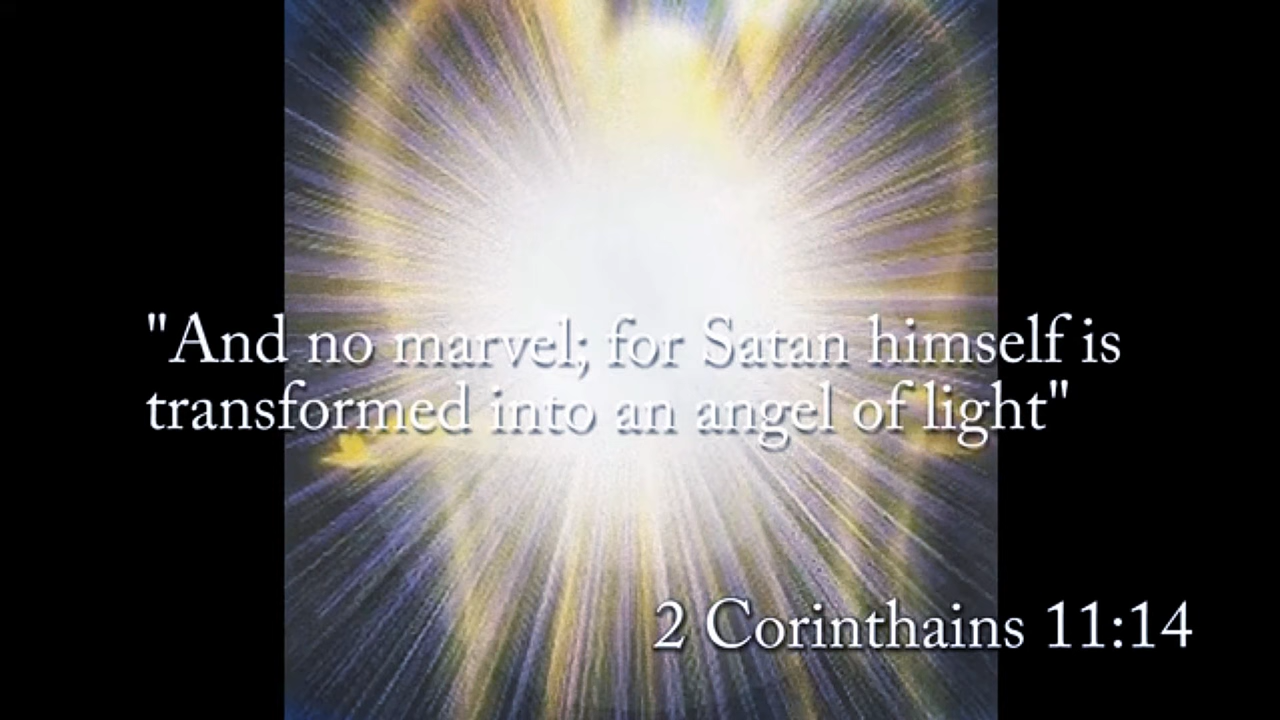 "And no marvel; for Satan himself is
transformed into an angel of light"
2 Corinthains 11:14